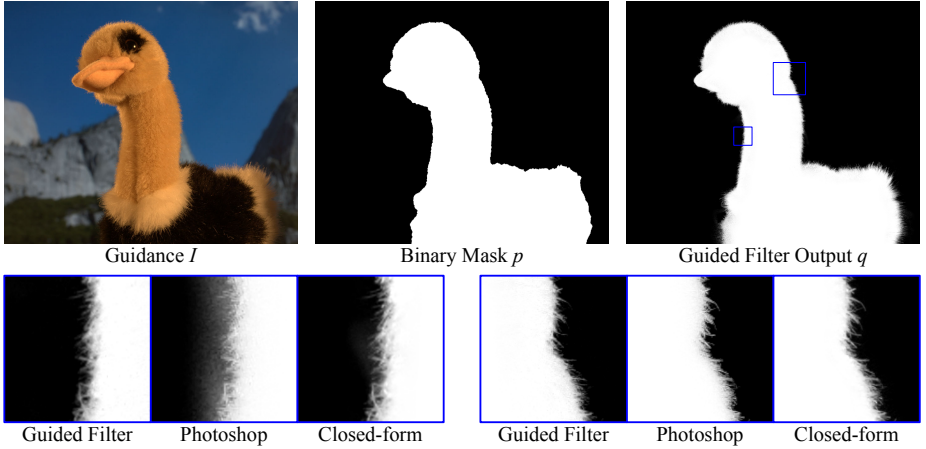 Guidance I
Binary Mask p
Guided Filter Output q
Guided Filter
Photoshop
Closed-form
Guided Filter
Photoshop
Closed-form